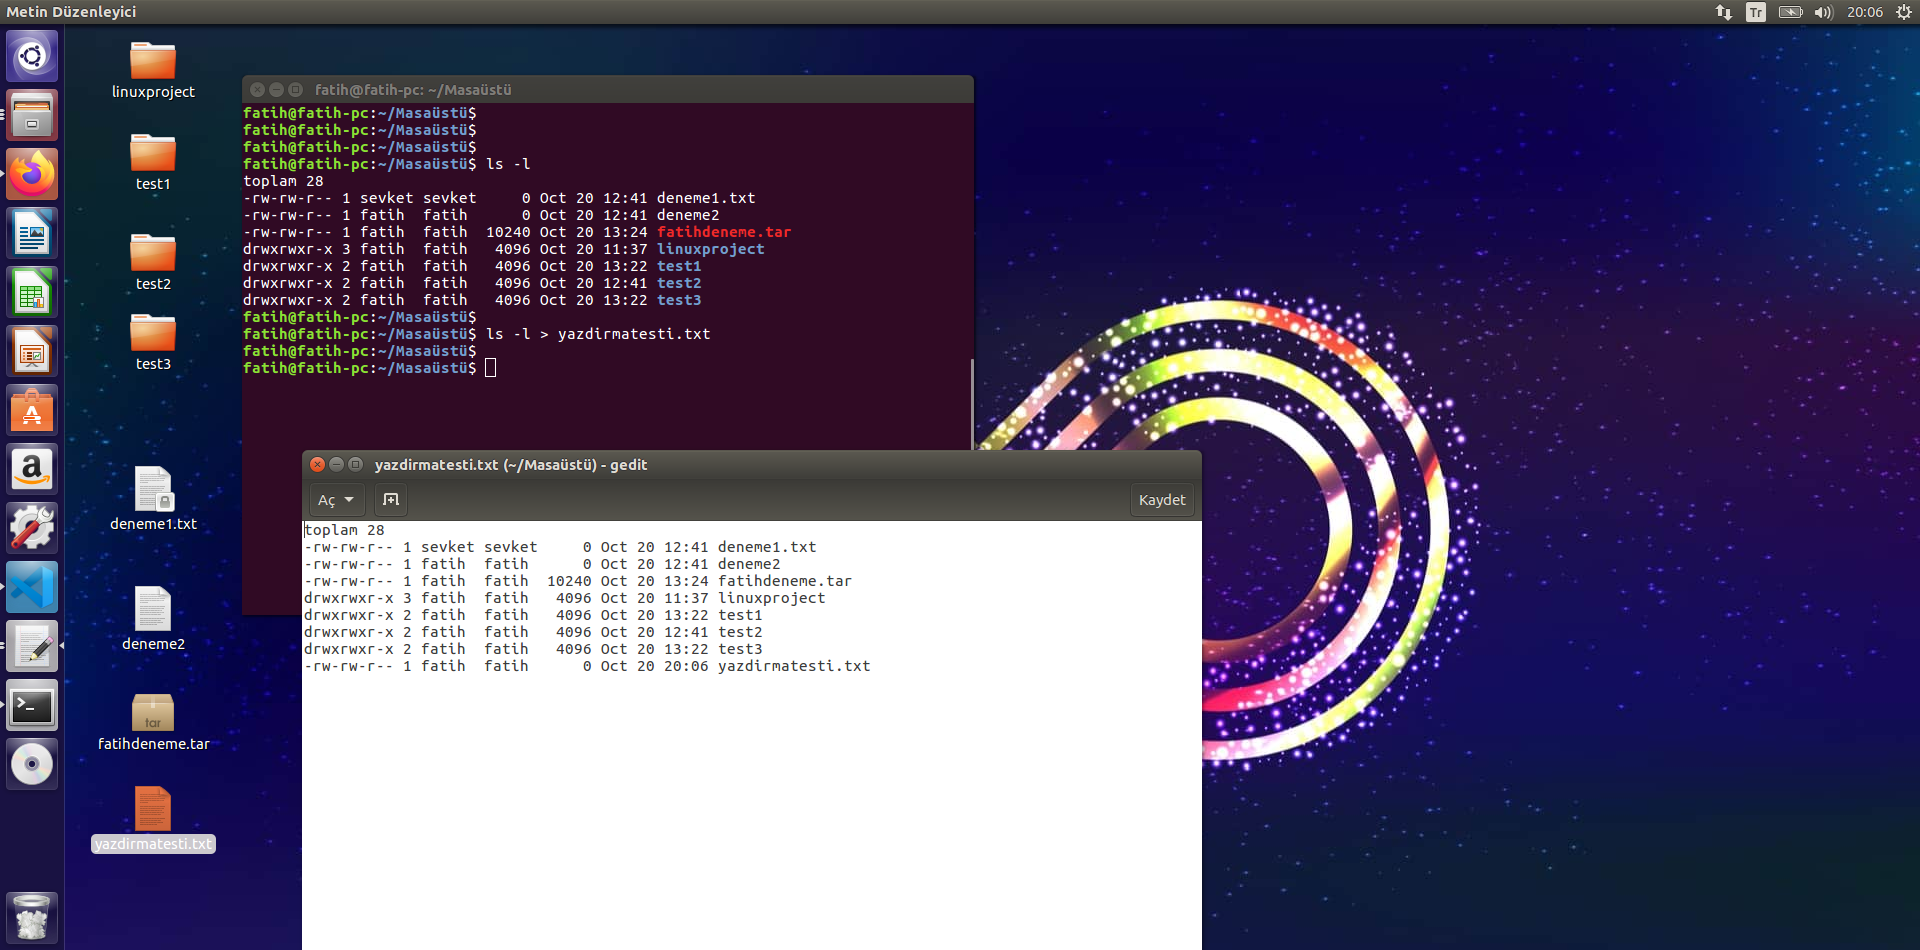 Metin Düzenleyici
Tr
20:06
linuxproject
test1
test2
test3
deneme1.txt
deneme2
tar
fatihdeneme.tar
yazdirmatesti.txt
fatih@fatih-pc: ~/Masaüstü
fatih@fatih-pc:~/Masaüstü$
fatih@fatih-pc:~/Masaüstü$
fatih@fatih-pc:~/Masaüstü$
fatih@fatih-pc:~/Masaüstü$ ls -l
toplam 28
-rw-rw-r-- 1 sevket sevket     0 Oct 20 12:41 deneme1.txt
-rw-rw-r-- 1 fatih  fatih      0 Oct 20 12:41 deneme2
-rw-rw-r-- 1 fatih  fatih  10240 Oct 20 13:24 fatihdeneme.tar
drwxrwxr-x 3 fatih  fatih   4096 Oct 20 11:37 linuxproject
drwxrwxr-x 2 fatih  fatih   4096 Oct 20 13:22 test1
drwxrwxr-x 2 fatih  fatih   4096 Oct 20 12:41 test2
drwxrwxr-x 2 fatih  fatih   4096 Oct 20 13:22 test3
fatih@fatih-pc:~/Masaüstü$
fatih@fatih-pc:~/Masaüstü$ ls -l > yazdirmatesti.txt
fatih@fatih-pc:~/Masaüstü$
fatih@fatih-pc:~/Masaüstü$
yazdirmatesti.txt (~/Masaüstü) - gedit
Aç
Kaydet
toplam 28
-rw-rw-r-- 1 sevket sevket     0 Oct 20 12:41 deneme1.txt
-rw-rw-r-- 1 fatih  fatih      0 Oct 20 12:41 deneme2
-rw-rw-r-- 1 fatih  fatih  10240 Oct 20 13:24 fatihdeneme.tar
drwxrwxr-x 3 fatih  fatih   4096 Oct 20 11:37 linuxproject
drwxrwxr-x 2 fatih  fatih   4096 Oct 20 13:22 test1
drwxrwxr-x 2 fatih  fatih   4096 Oct 20 12:41 test2
drwxrwxr-x 2 fatih  fatih   4096 Oct 20 13:22 test3
-rw-rw-r-- 1 fatih  fatih      0 Oct 20 20:06 yazdirmatesti.txt